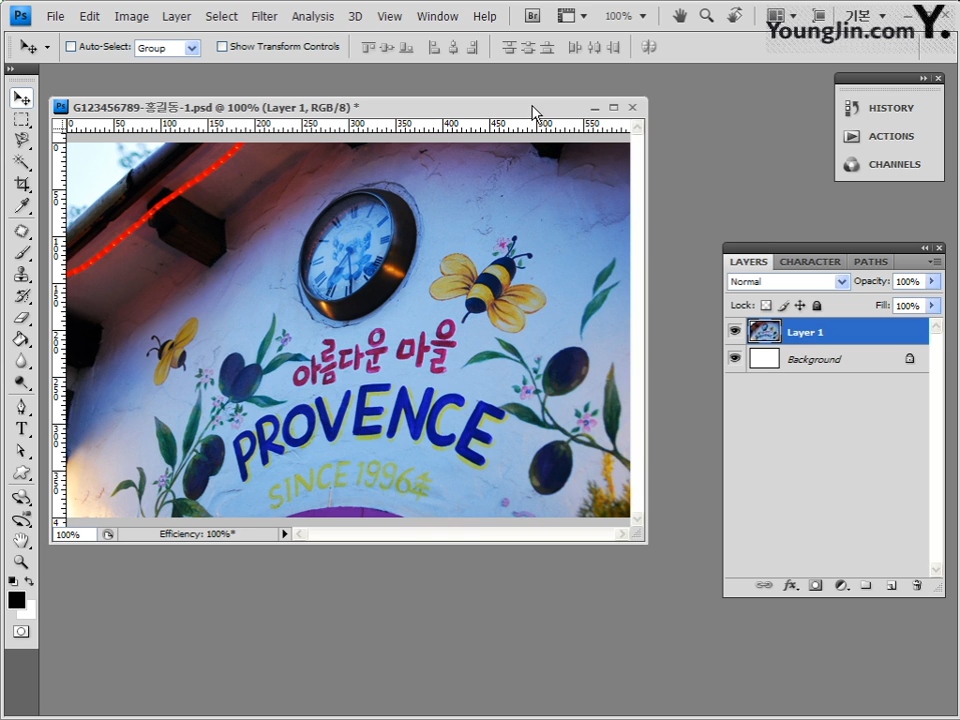 Ps File Edit Image Layer Select Filter Analysis 3D View Window Help Br 100% 기본
YoungJin.com Y.
Auto-Select: Group Show Transform Controls
Ps G123456789-홍길동-1.psd @ 100% (Layer 1, RGB/8) *
0 50 100 150 200 250 300 350 400 450 500 550
HISTORY
ACTIONS
CHANNELS
LAYERS CHARACTER PATHS
Normal Opacity: 100%
Lock: Fill: 100%
Layer 1
Background
아름다운 마을
PROVENCE
SINCE 1996
T
100% Efficiency: 100%*
fx